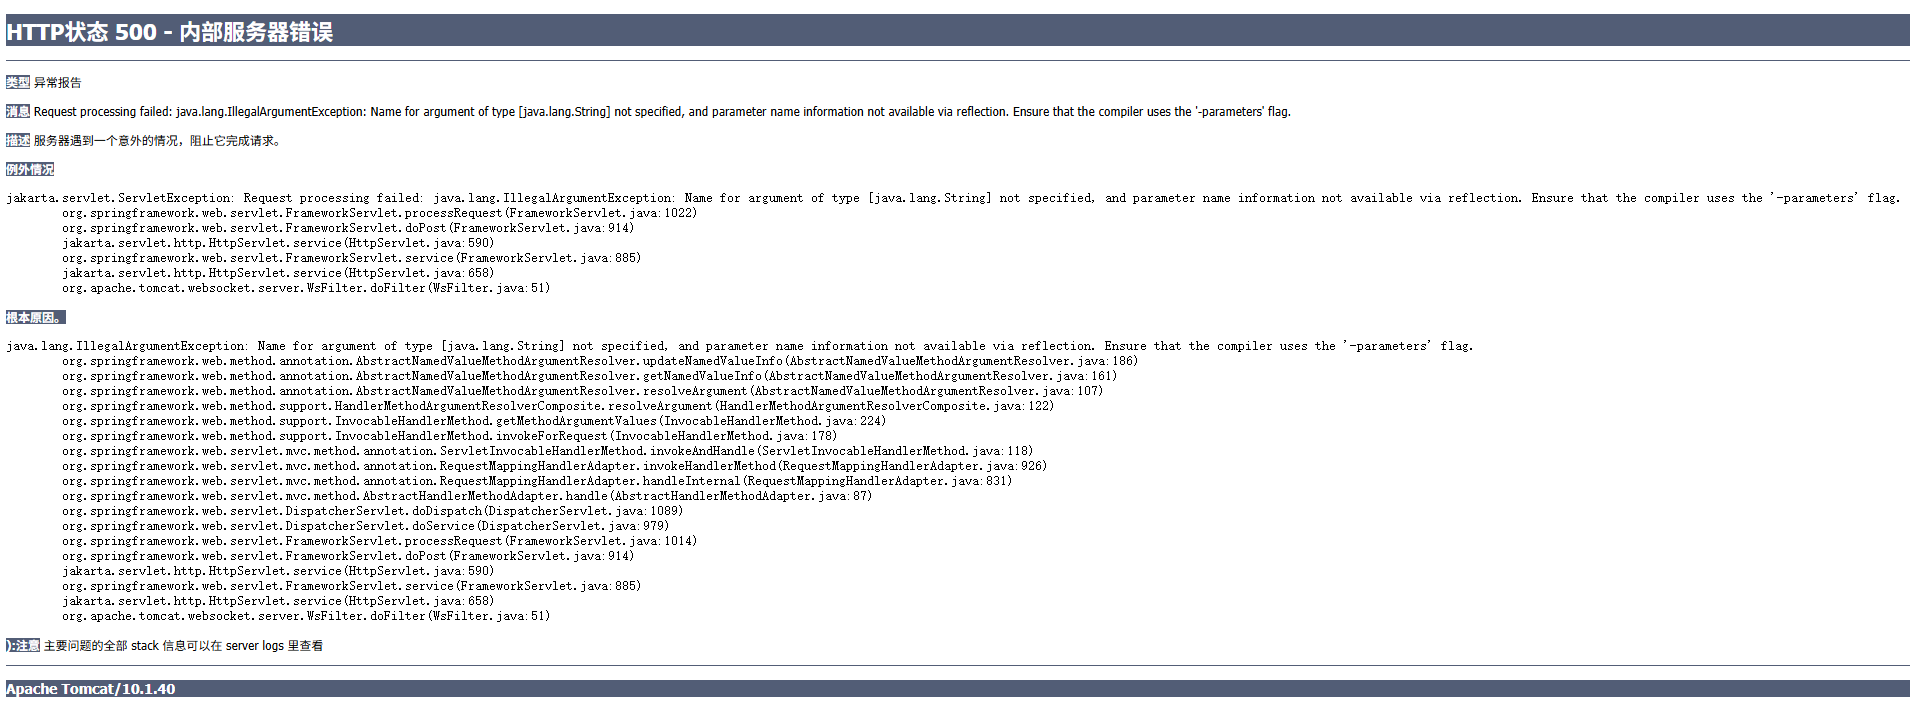 HTTP状态 500 - 内部服务器错误
类型 异常报告
消息 Request processing failed: java.lang.IllegalArgumentException: Name for argument of type [java.lang.String] not specified, and parameter name information not available via reflection. Ensure that the compiler uses the '-parameters' flag.
描述 服务器遇到一个意外的情况，阻止它完成请求。
例外情况
jakarta.servlet.ServletException: Request processing failed: java.lang.IllegalArgumentException: Name for argument of type [java.lang.String] not specified, and parameter name information not available via reflection. Ensure that the compiler uses the '-parameters' flag.
org.springframework.web.servlet.FrameworkServlet.processRequest(FrameworkServlet.java:1022)
org.springframework.web.servlet.FrameworkServlet.doPost(FrameworkServlet.java:914)
jakarta.servlet.http.HttpServlet.service(HttpServlet.java:590)
org.springframework.web.servlet.FrameworkServlet.service(FrameworkServlet.java:885)
jakarta.servlet.http.HttpServlet.service(HttpServlet.java:658)
org.apache.tomcat.websocket.server.WsFilter.doFilter(WsFilter.java:51)
根本原因。
java.lang.IllegalArgumentException: Name for argument of type [java.lang.String] not specified, and parameter name information not available via reflection. Ensure that the compiler uses the '-parameters' flag.
org.springframework.web.method.annotation.AbstractNamedValueMethodArgumentResolver.updateNamedValueInfo(AbstractNamedValueMethodArgumentResolver.java:186)
org.springframework.web.method.annotation.AbstractNamedValueMethodArgumentResolver.getNamedValueInfo(AbstractNamedValueMethodArgumentResolver.java:161)
org.springframework.web.method.annotation.AbstractNamedValueMethodArgumentResolver.resolveArgument(AbstractNamedValueMethodArgumentResolver.java:107)
org.springframework.web.method.support.HandlerMethodArgumentResolverComposite.resolveArgument(HandlerMethodArgumentResolverComposite.java:122)
org.springframework.web.method.support.InvocableHandlerMethod.getMethodArgumentValues(InvocableHandlerMethod.java:224)
org.springframework.web.method.support.InvocableHandlerMethod.invokeForRequest(InvocableHandlerMethod.java:178)
org.springframework.web.servlet.mvc.method.annotation.ServletInvocableHandlerMethod.invokeAndHandle(ServletInvocableHandlerMethod.java:118)
org.springframework.web.servlet.mvc.method.annotation.RequestMappingHandlerAdapter.invokeHandlerMethod(RequestMappingHandlerAdapter.java:926)
org.springframework.web.servlet.mvc.method.annotation.RequestMappingHandlerAdapter.handleInternal(RequestMappingHandlerAdapter.java:831)
org.springframework.web.servlet.mvc.method.AbstractHandlerMethodAdapter.handle(AbstractHandlerMethodAdapter.java:87)
org.springframework.web.servlet.DispatcherServlet.doDispatch(DispatcherServlet.java:1089)
org.springframework.web.servlet.DispatcherServlet.doService(DispatcherServlet.java:979)
org.springframework.web.servlet.FrameworkServlet.processRequest(FrameworkServlet.java:1014)
org.springframework.web.servlet.FrameworkServlet.doPost(FrameworkServlet.java:914)
jakarta.servlet.http.HttpServlet.service(HttpServlet.java:590)
org.springframework.web.servlet.FrameworkServlet.service(FrameworkServlet.java:885)
jakarta.servlet.http.HttpServlet.service(HttpServlet.java:658)
org.apache.tomcat.websocket.server.WsFilter.doFilter(WsFilter.java:51)
):注意 主要问题的全部 stack 信息可以在 server logs 里查看
Apache Tomcat/10.1.40